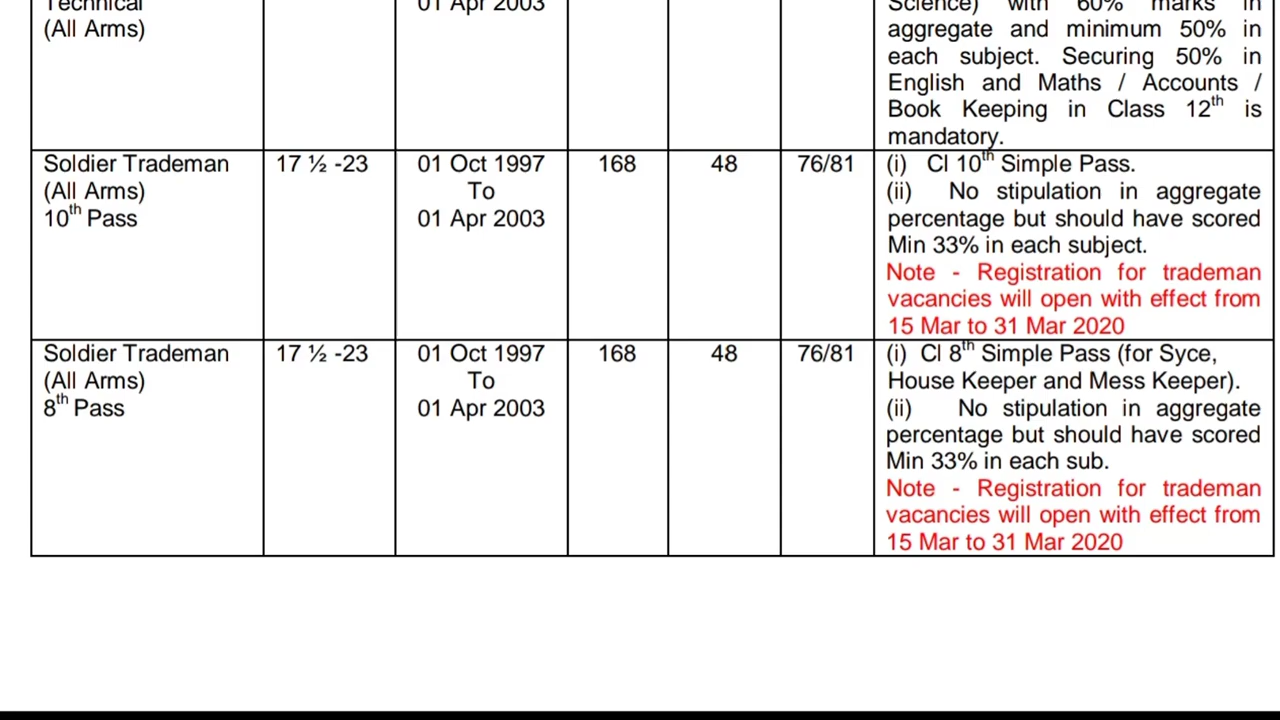 Technical
(All Arms)
01 Apr 2003
Science) with 60% marks in
aggregate and minimum 50% in
each subject. Securing 50% in
English and Maths / Accounts /
Book Keeping in Class 12th is
mandatory.
Soldier Trademan
(All Arms)
10th Pass
17 ½ -23
01 Oct 1997
To
01 Apr 2003
168
48
76/81
(i) Cl 10th Simple Pass.
(ii) No stipulation in aggregate
percentage but should have scored
Min 33% in each subject.
Note - Registration for trademan
vacancies will open with effect from
15 Mar to 31 Mar 2020
Soldier Trademan
(All Arms)
8th Pass
17 ½ -23
01 Oct 1997
To
01 Apr 2003
168
48
76/81
(i) Cl 8th Simple Pass (for Syce,
House Keeper and Mess Keeper).
(ii) No stipulation in aggregate
percentage but should have scored
Min 33% in each sub.
Note - Registration for trademan
vacancies will open with effect from
15 Mar to 31 Mar 2020